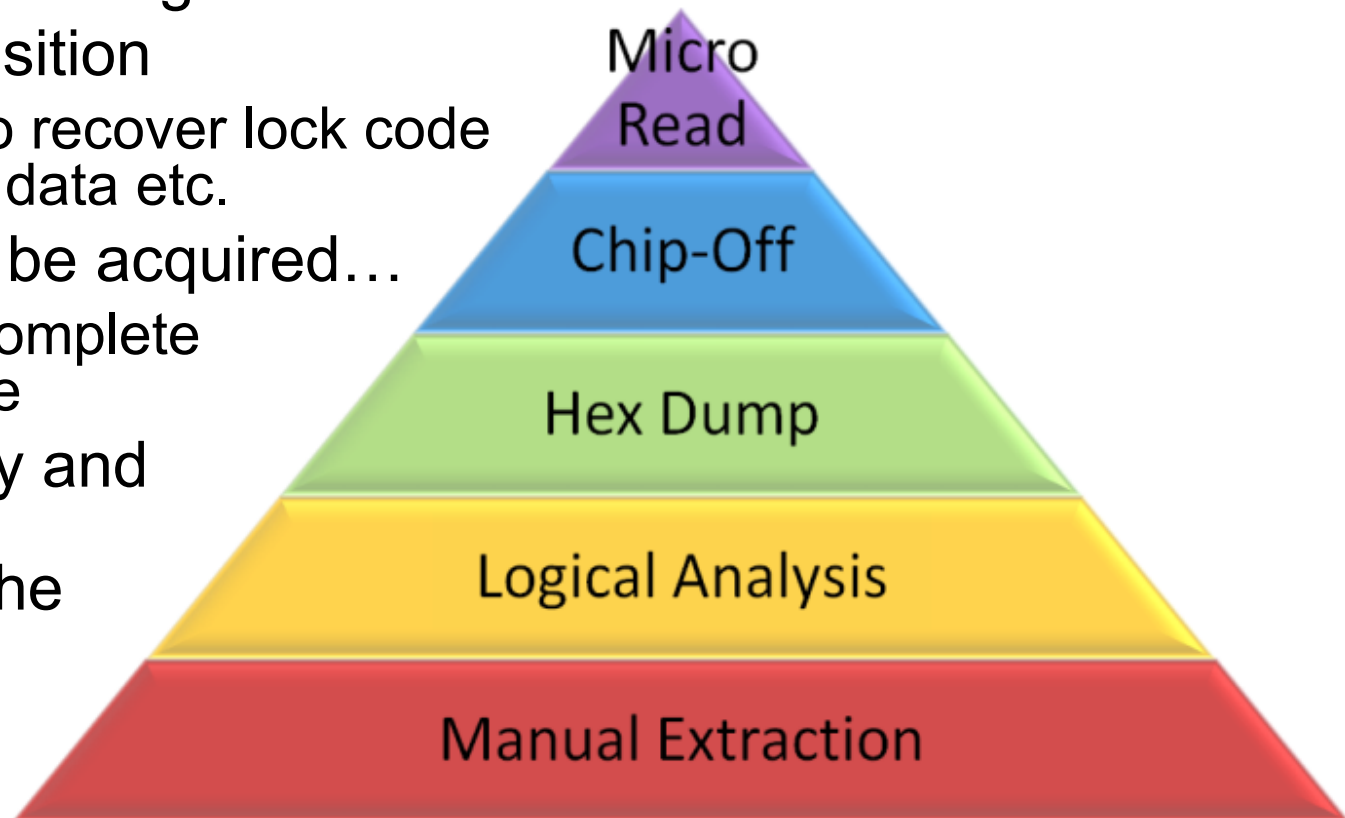 sition
o recover lock code
data etc.
be acquired…
omplete
e
y and
he
Micro
Read
Chip-Off
Hex Dump
Logical Analysis
Manual Extraction